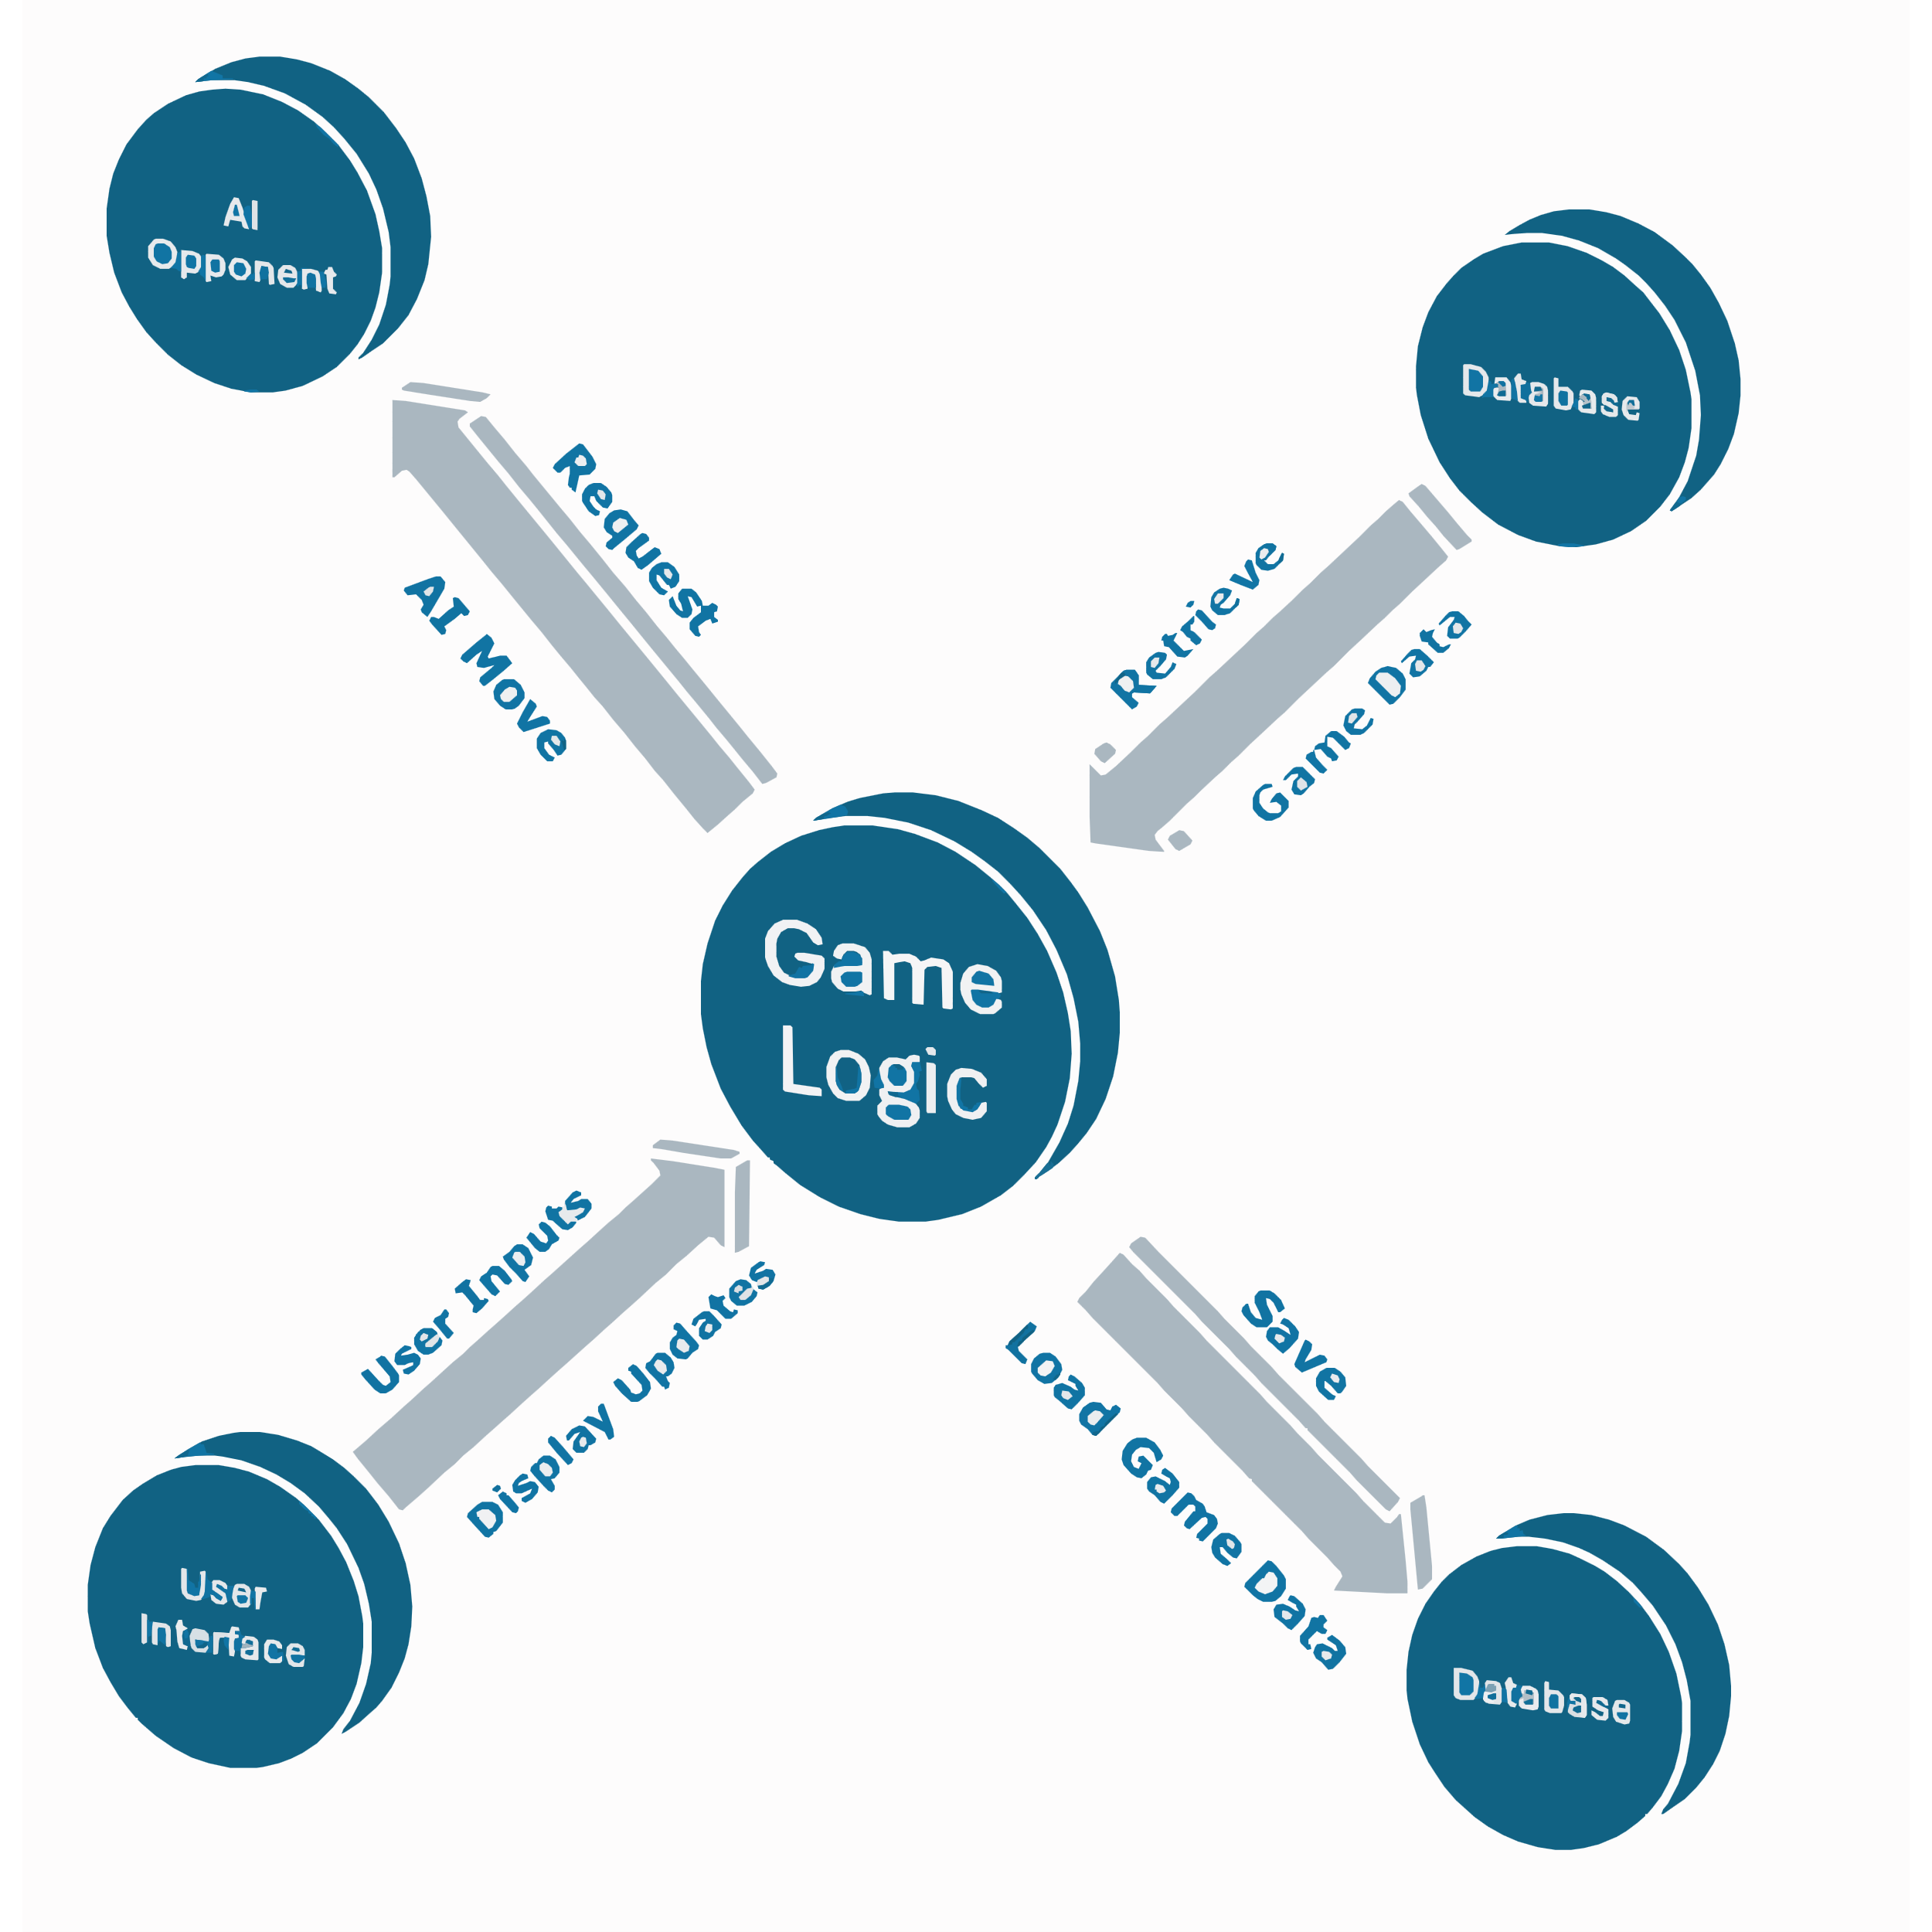 AI
Opponent
Database
Request
AI Move
Retrieve
Game Data
Game
Logic
User Inputs
Display Updates
Save
Load Game Data
User
Interface
Database